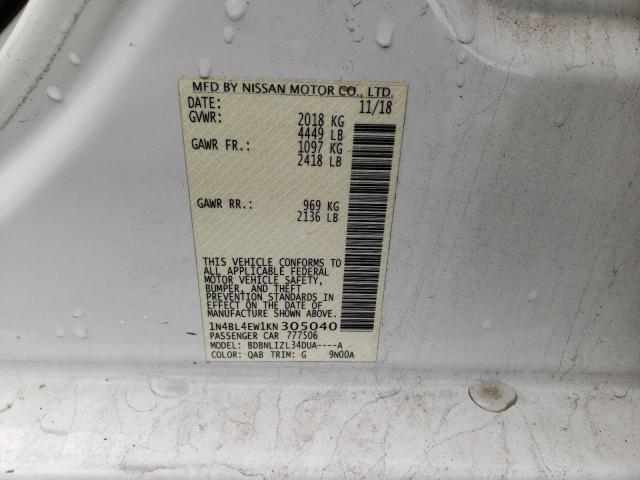 MFD BY NISSAN MOTOR CO., LTD.
DATE: 11/18
GVWR: 2018 KG
4449 LB
GAWR FR.: 1097 KG
2418 LB
GAWR RR.: 969 KG
2136 LB
THIS VEHICLE CONFORMS TO
ALL APPLICABLE FEDERAL
MOTOR VEHICLE SAFETY,
BUMPER, AND THEFT
PREVENTION STANDARDS IN
EFFECT ON THE DATE OF
MANUFACTURE SHOWN ABOVE.
1N4BL4EW1KN305040
PASSENGER CAR 777506
MODEL: BDBNLIZL34DUA----A
COLOR: QAB TRIM: G 9N00A